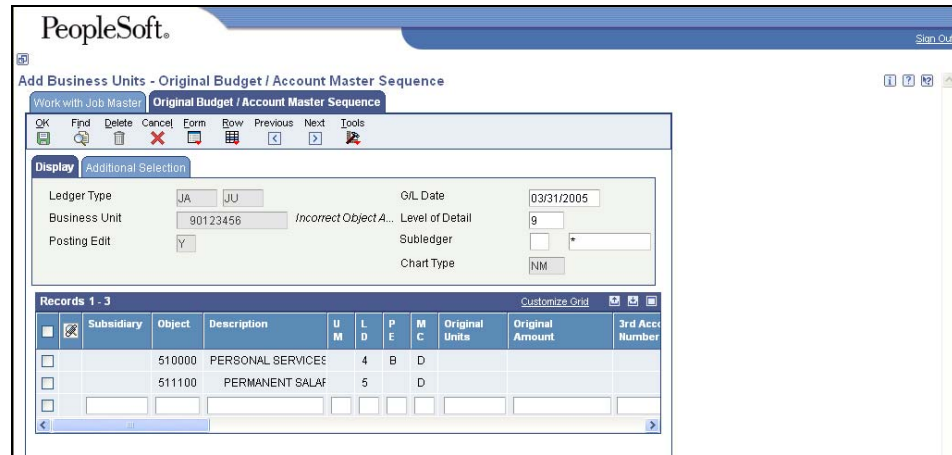 PeopleSoft.
Sign Out
Add Business Units - Original Budget / Account Master Sequence
Work with Job Master Original Budget / Account Master Sequence
OK Find Delete Cancel Form Row Previous Next Tools
Display Additional Selection
Ledger Type JA JU G/L Date 03/31/2005
Business Unit 90123456 Incorrect Object A... Level of Detail 9
Posting Edit Y Subledger *
Chart Type NM
Records 1 - 3 Customize Grid
Subsidiary Object Description U M L D P E M C Original Units Original Amount 3rd Acco Number
510000 PERSONAL SERVICES 4 B D
511100 PERMANENT SALAR 5 D